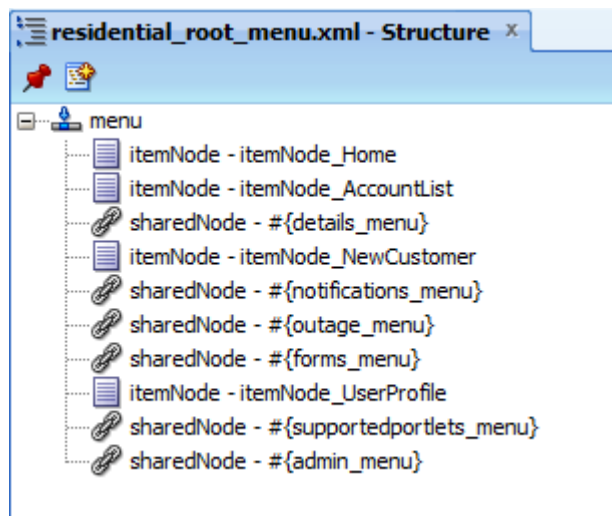 residential_root_menu.xml - Structure x
menu
itemNode - itemNode_Home
itemNode - itemNode_AccountList
sharedNode - #{details_menu}
itemNode - itemNode_NewCustomer
sharedNode - #{notifications_menu}
sharedNode - #{outage_menu}
sharedNode - #{forms_menu}
itemNode - itemNode_UserProfile
sharedNode - #{supportedportlets_menu}
sharedNode - #{admin_menu}